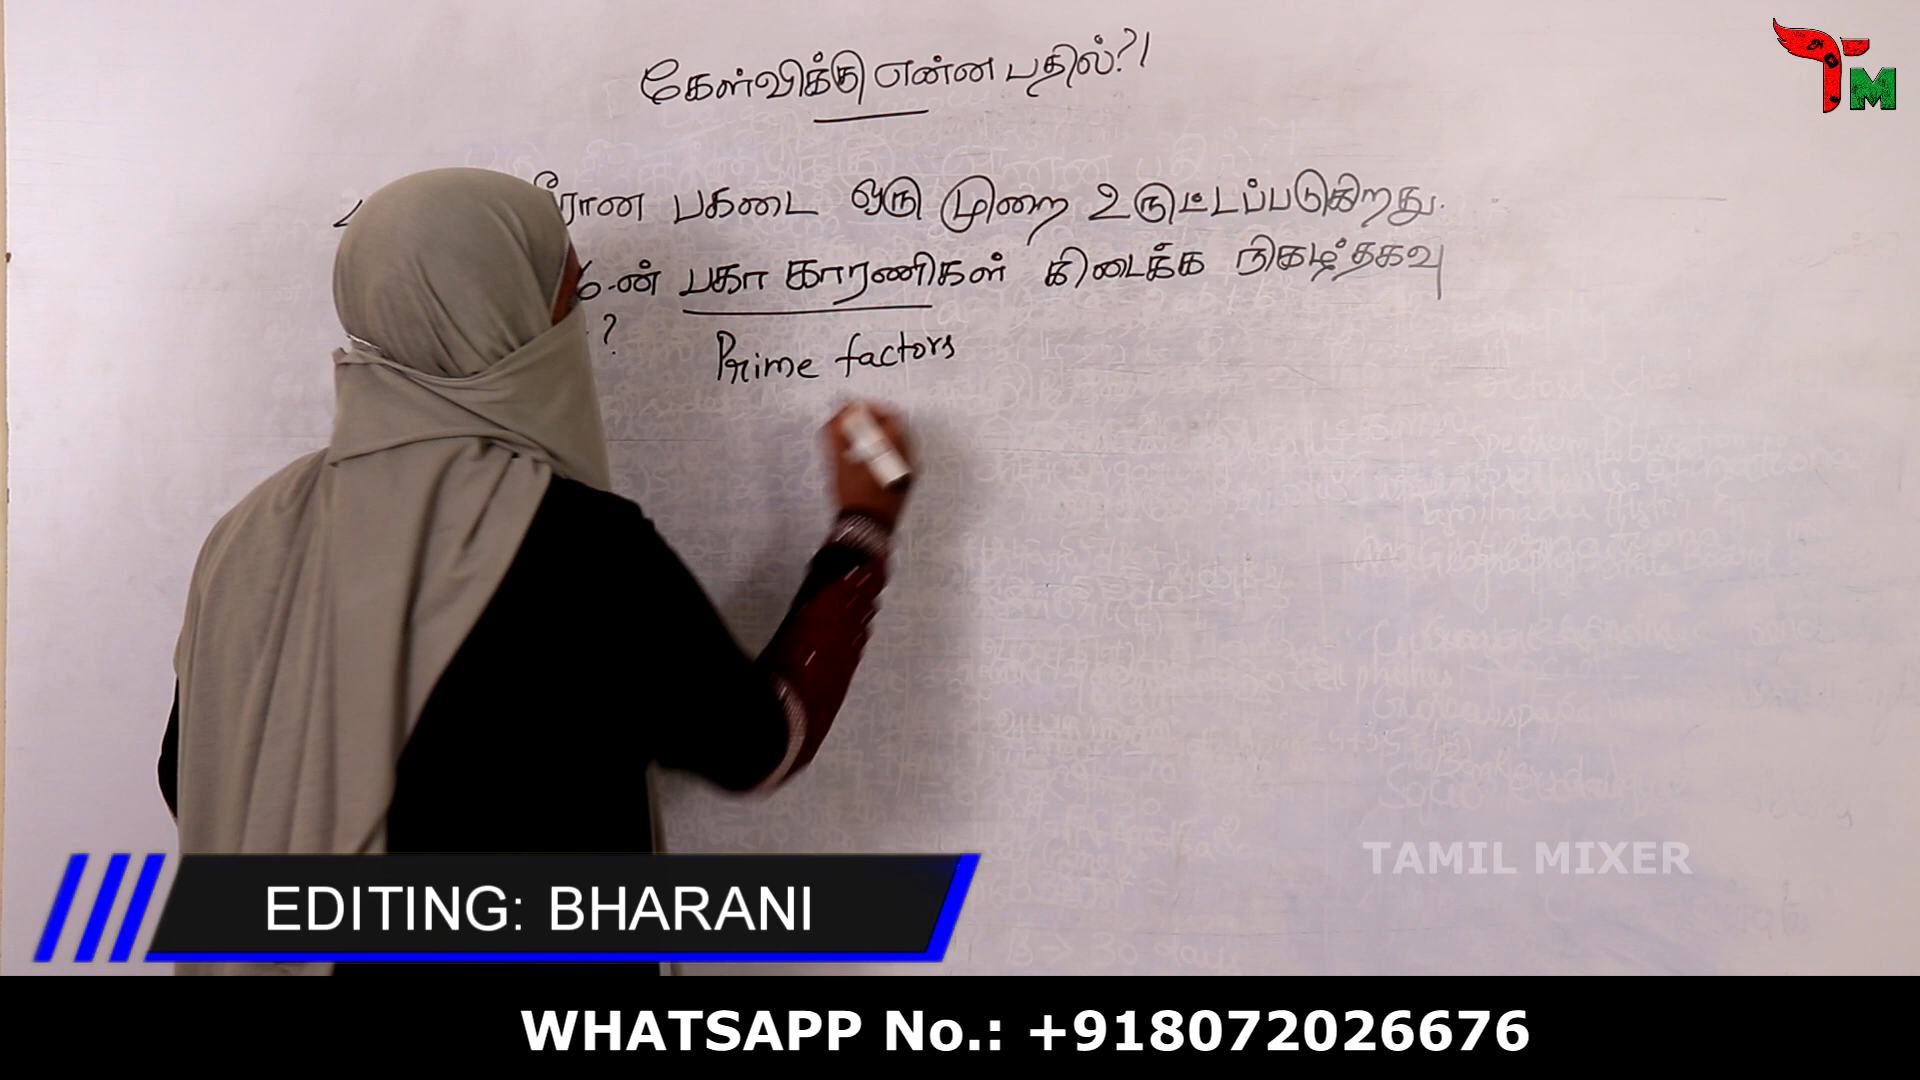 கேள்விக்கு என்ன பதில்?!
பகடை ஒரு முறை உருட்டப்படுகிறது.
6-ன் பகா காரணிகள் கிடைக்க நிகழ்தகவு
?
Prime factors
TM
TAMIL MIXER
EDITING: BHARANI
WHATSAPP No.: +918072026676